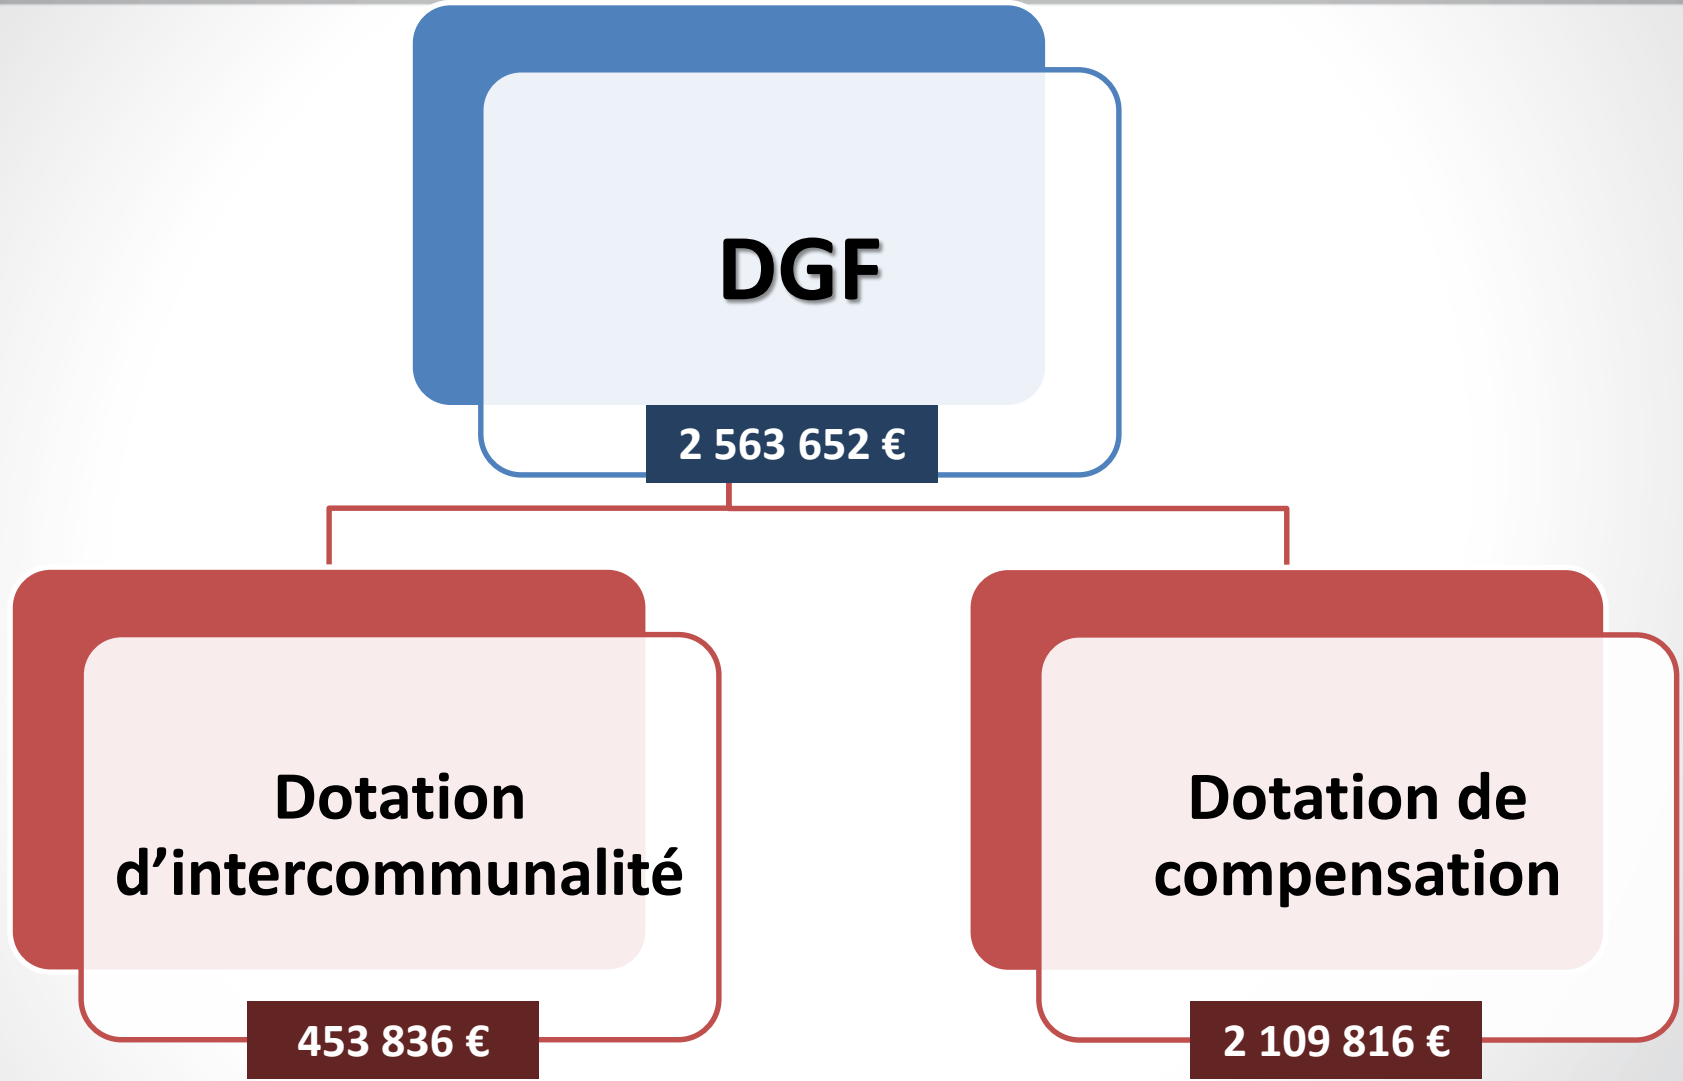 DGF
2 563 652 €
Dotation
d’intercommunalité
453 836 €
Dotation de
compensation
2 109 816 €